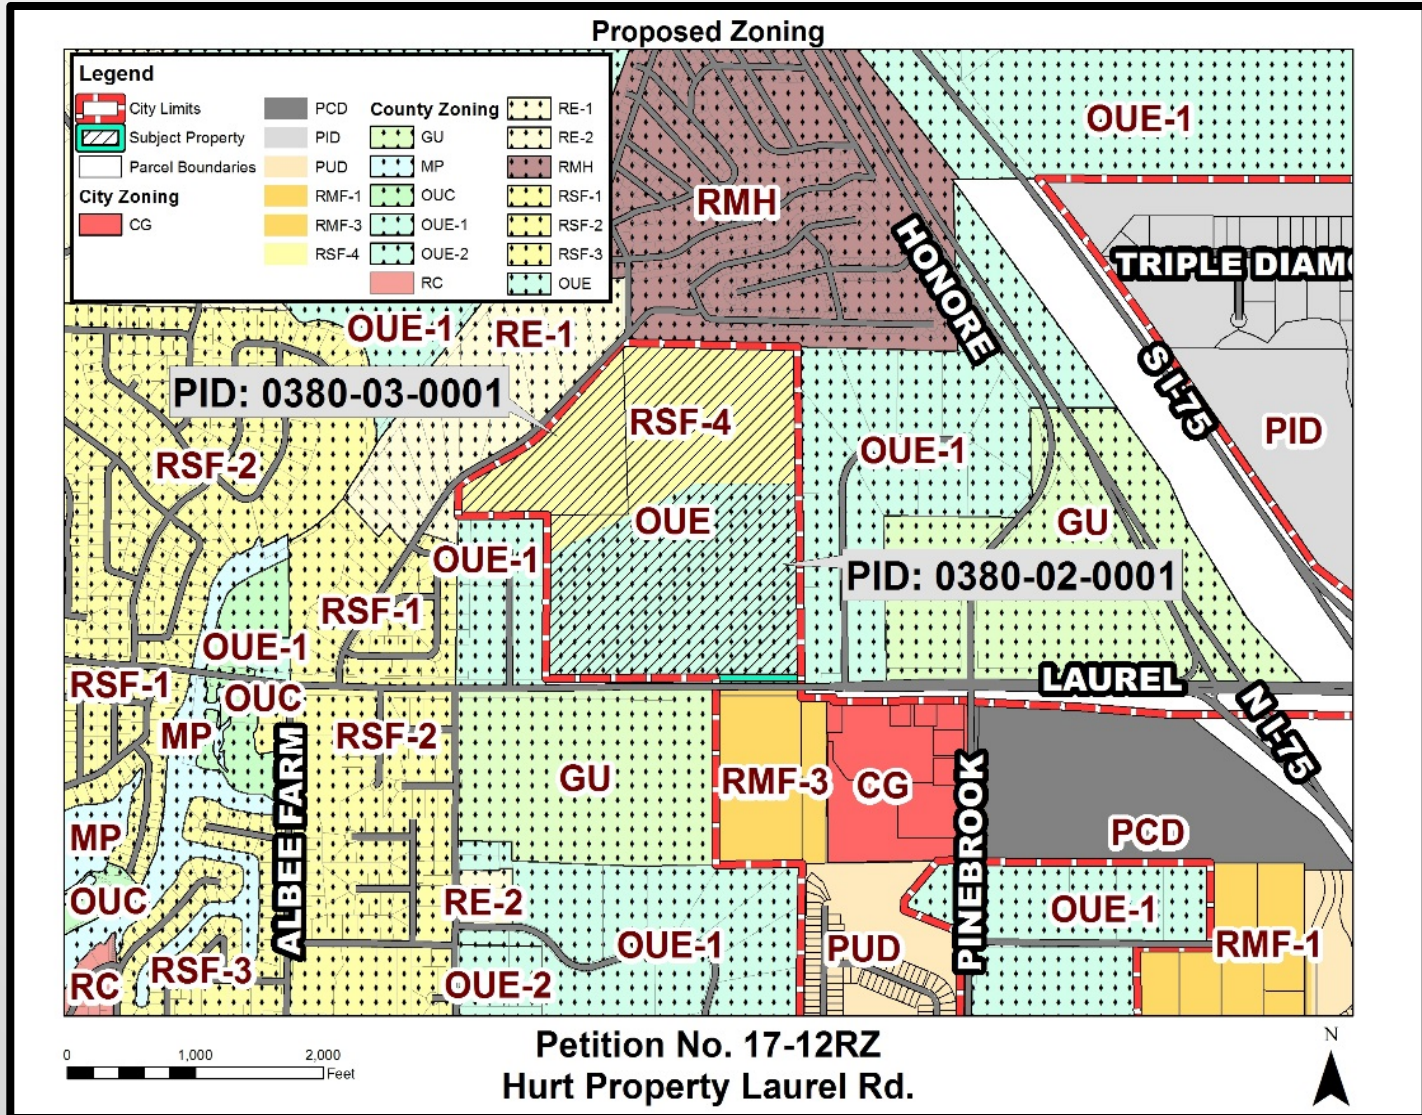 Proposed Zoning
Legend
City Limits
Subject Property
Parcel Boundaries
City Zoning
CG
PCD
PID
PUD
RMF-1
RMF-3
RSF-4
County Zoning
GU
MP
OUC
OUE-1
OUE-2
RC
RE-1
RE-2
RMH
RSF-1
RSF-2
RSF-3
OUE
OUE-1
RMH
HONORE
TRIPLE DIAMO
OUE-1
RE-1
S I-75
PID: 0380-03-0001
RSF-4
PID
RSF-2
OUE-1
OUE
GU
OUE-1
PID: 0380-02-0001
RSF-1
OUE-1
RSF-1
OUC
LAUREL
N I-75
MP
RSF-2
ALBEE FARM
GU
RMF-3
CG
PINEBROOK
PCD
MP
OUC
RE-2
OUE-1
OUE-1
PUD
RMF-1
RC
RSF-3
OUE-2
0 1,000 2,000
Feet
Petition No. 17-12RZ
Hurt Property Laurel Rd.
N